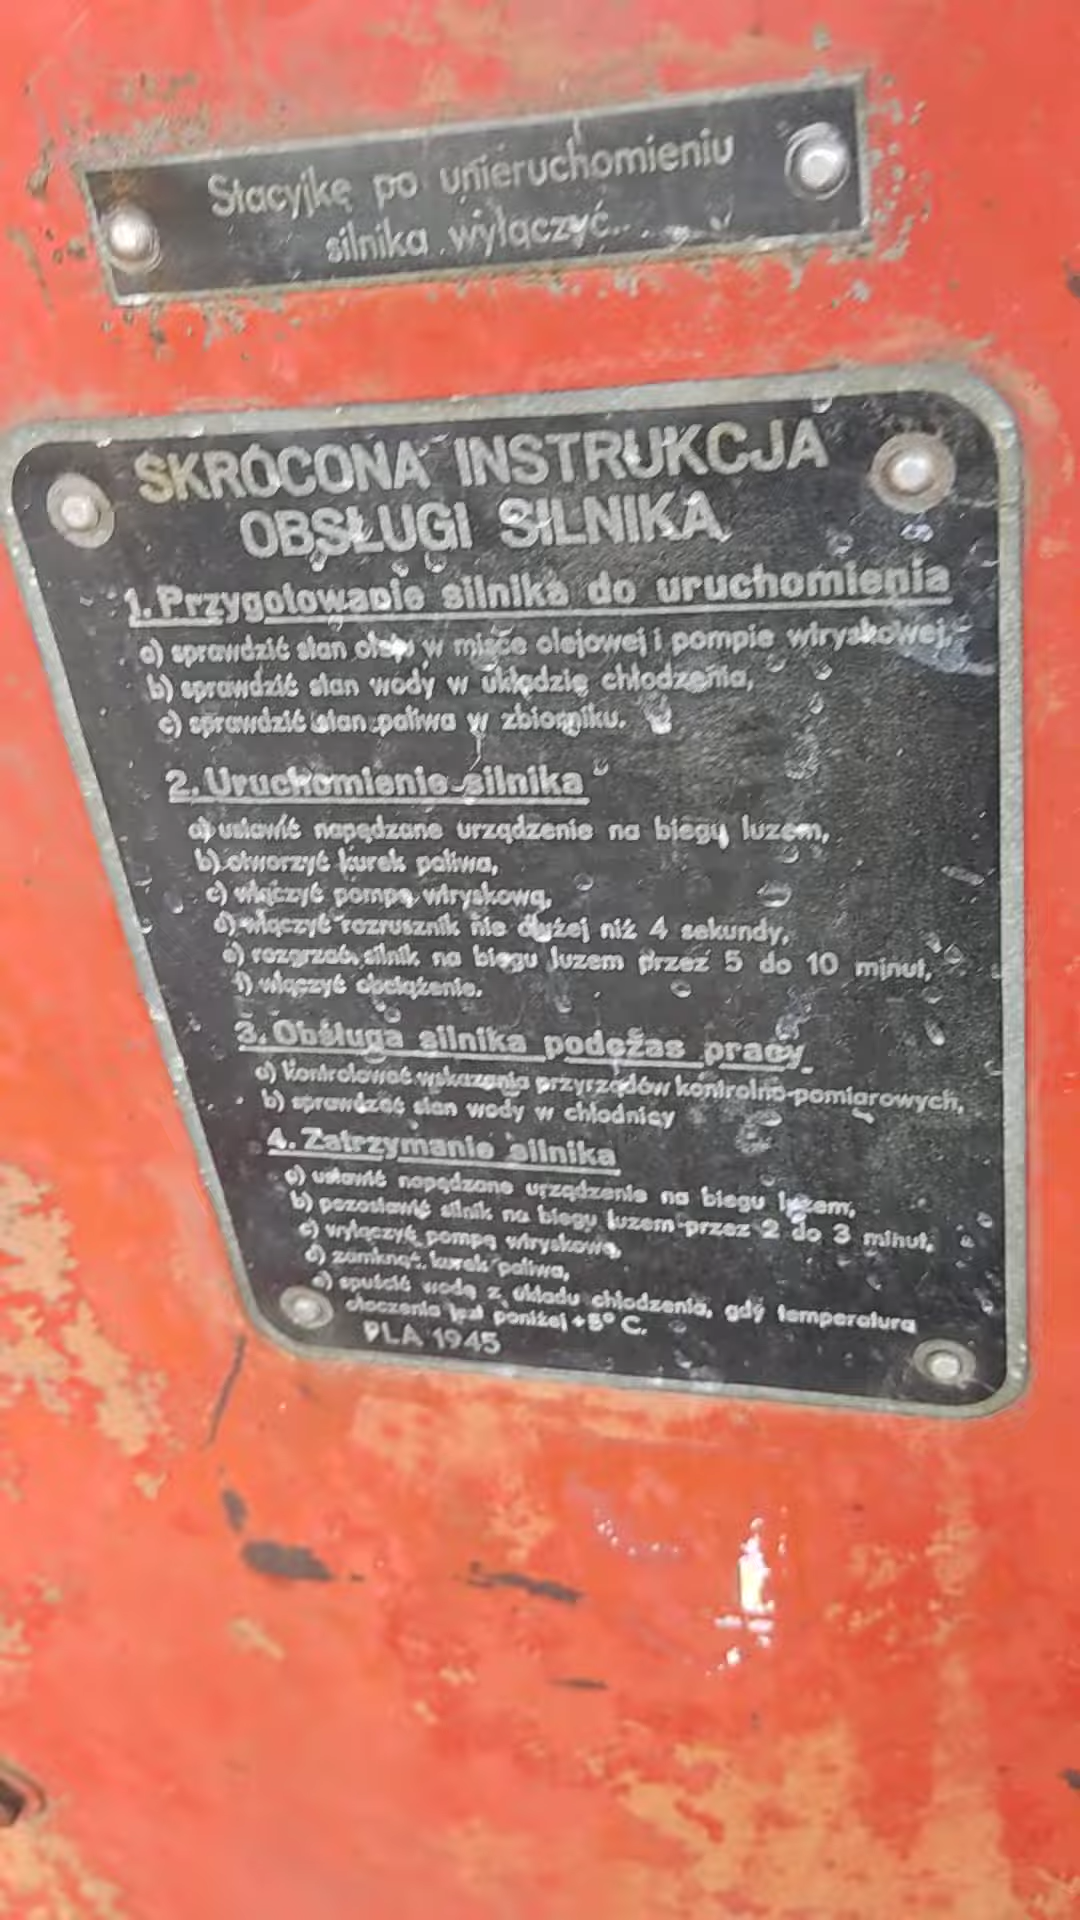 Stacyjkę po unieruchomieniu
silnika wyłączyć.
SKRÓCONA INSTRUKCJA
OBSŁUGI SILNIKA
1. Przygotowanie silnika do uruchomienia
a) sprawdzić stan oleju w misce olejowej i pompie wtryskowej,
b) sprawdzić stan wody w układzie chłodzenia,
c) sprawdzić stan paliwa w zbiorniku.
2. Uruchomienie silnika
a) ustawić napędzane urządzenie na biegu luzem,
b) otworzyć kurek paliwa,
c) włączyć pompę wtryskową,
d) włączyć rozrusznik nie dłużej niż 4 sekundy,
e) rozgrzać silnik na biegu luzem przez 5 do 10 minut,
f) włączyć obciążenie.
3. Obsługa silnika podczas pracy
a) kontrolować wskazania przyrządów kontrolno-pomiarowych,
b) sprawdzać stan wody w chłodnicy
4. Zatrzymanie silnika
a) ustawić napędzane urządzenie na biegu luzem,
b) pozostawić silnik na biegu luzem przez 2 do 3 minut,
c) wyłączyć pompę wtryskową,
d) zamknąć kurek paliwa,
e) spuścić wodę z układu chłodzenia, gdy temperatura
otoczenia jest poniżej +5° C.
PLA 1945